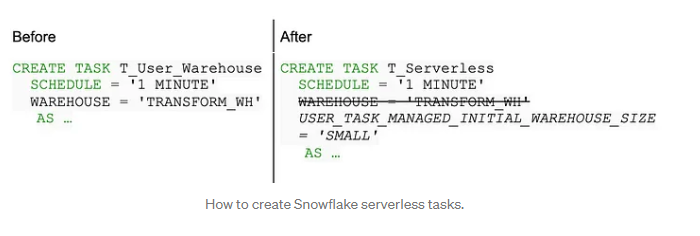 Before
CREATE TASK T_User_Warehouse
SCHEDULE = '1 MINUTE'
WAREHOUSE = 'TRANSFORM_WH'
AS …
After
CREATE TASK T_Serverless
SCHEDULE = '1 MINUTE'
WAREHOUSE = 'TRANSFORM_WH'
USER_TASK_MANAGED_INITIAL_WAREHOUSE_SIZE
= 'SMALL'
AS …
How to create Snowflake serverless tasks.